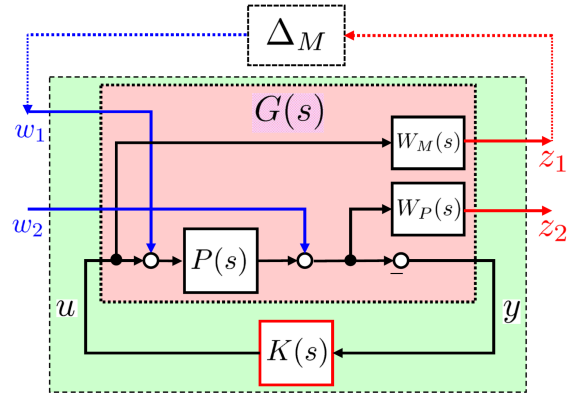 Δ_M
G(s)
w_1
W_M(s)
z_1
w_2
W_P(s)
z_2
P(s)
−
u
y
K(s)